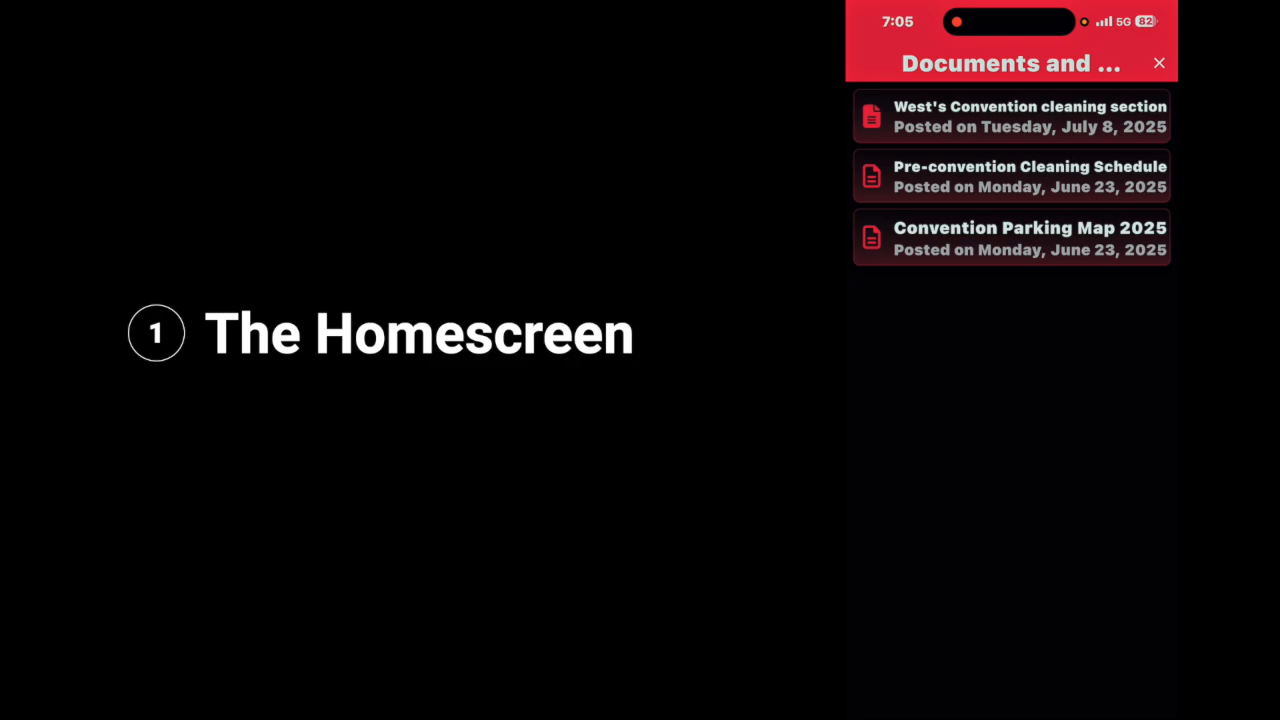 1 The Homescreen
7:05 5G 82
Documents and ...
West's Convention cleaning section
Posted on Tuesday, July 8, 2025
Pre-convention Cleaning Schedule
Posted on Monday, June 23, 2025
Convention Parking Map 2025
Posted on Monday, June 23, 2025